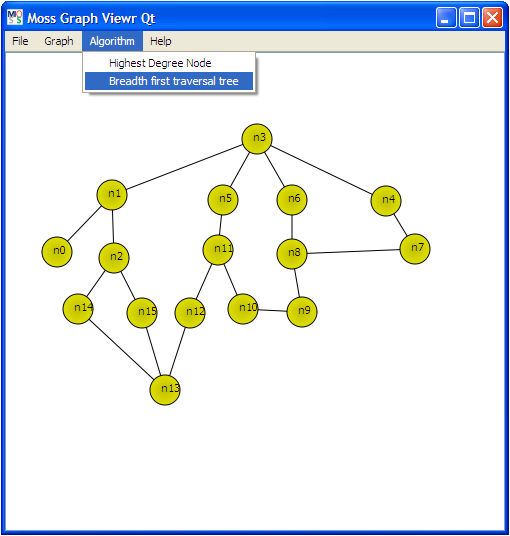 Moss Graph Viewr Qt
File Graph Algorithm Help
Highest Degree Node
Breadth first traversal tree
n3
n1 n5 n6 n4
n0 n2 n11 n8 n7
n14 n15 n12 n10 n9
n13